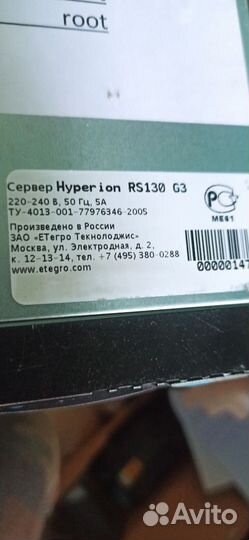 root
Сервер Hyperion RS130 G3
220-240 В, 50 Гц, 5А
ТУ-4013-001-77976346-2005
Произведено в России
ЗАО «ЕТегро Текнолоджис»
Москва, ул. Электродная, д. 2,
к. 12-13-14, тел. +7 (495) 380-0288
www.etegro.com
РС
МЕ61
00000147
Avito